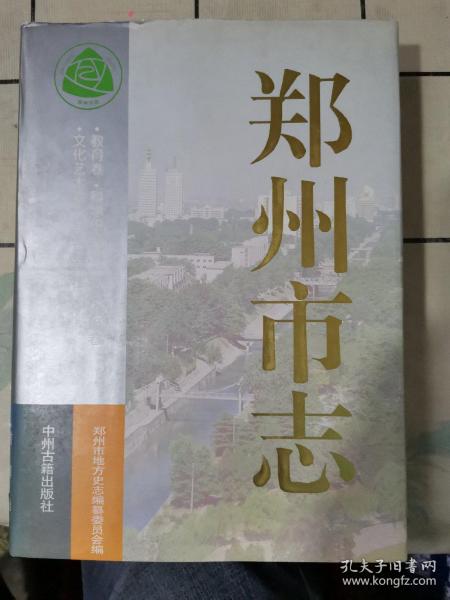 郑州市志
·教育卷
·文化艺术
卷
郑州市地方史志编纂委员会编
中州古籍出版社
孔夫子旧书网
www.kongfz.com